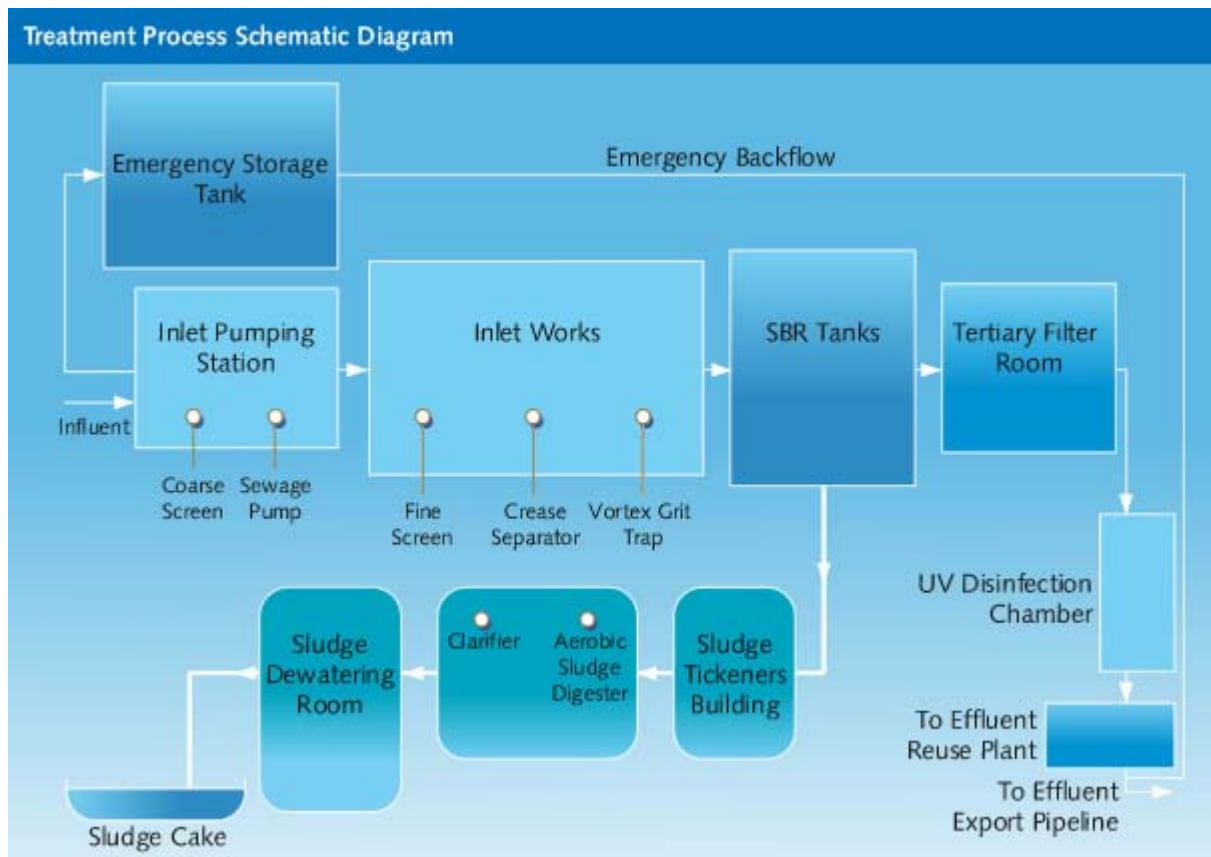 Treatment Process Schematic Diagram
Emergency Storage
Tank
Emergency Backflow
Inlet Pumping
Station
Inlet Works
SBR Tanks
Tertiary Filter
Room
Influent
Coarse
Screen
Sewage
Pump
Fine
Screen
Crease
Separator
Vortex Grit
Trap
UV Disinfection
Chamber
Sludge
Dewatering
Room
Clarifier
Aerobic
Sludge
Digester
Sludge
Tickeners
Building
To Effluent
Reuse Plant
To Effluent
Export Pipeline
Sludge Cake